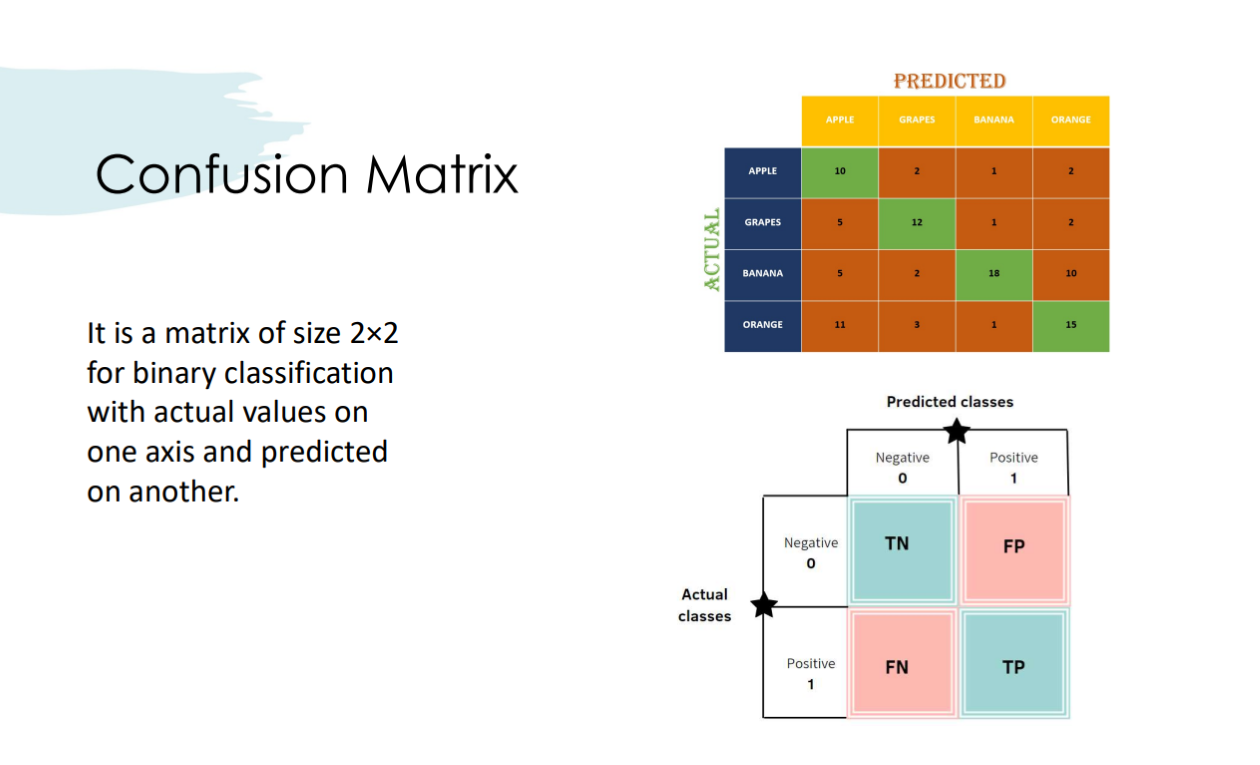 Confusion Matrix
It is a matrix of size 2×2
for binary classification
with actual values on
one axis and predicted
on another.
PREDICTED
APPLE GRAPES BANANA ORANGE
ACTUAL
APPLE 10 2 1 2
GRAPES 5 12 1 2
BANANA 5 2 18 10
ORANGE 11 3 1 15
Predicted classes
Negative Positive
0 1
Actual
classes
Negative
0
TN FP
Positive
1
FN TP